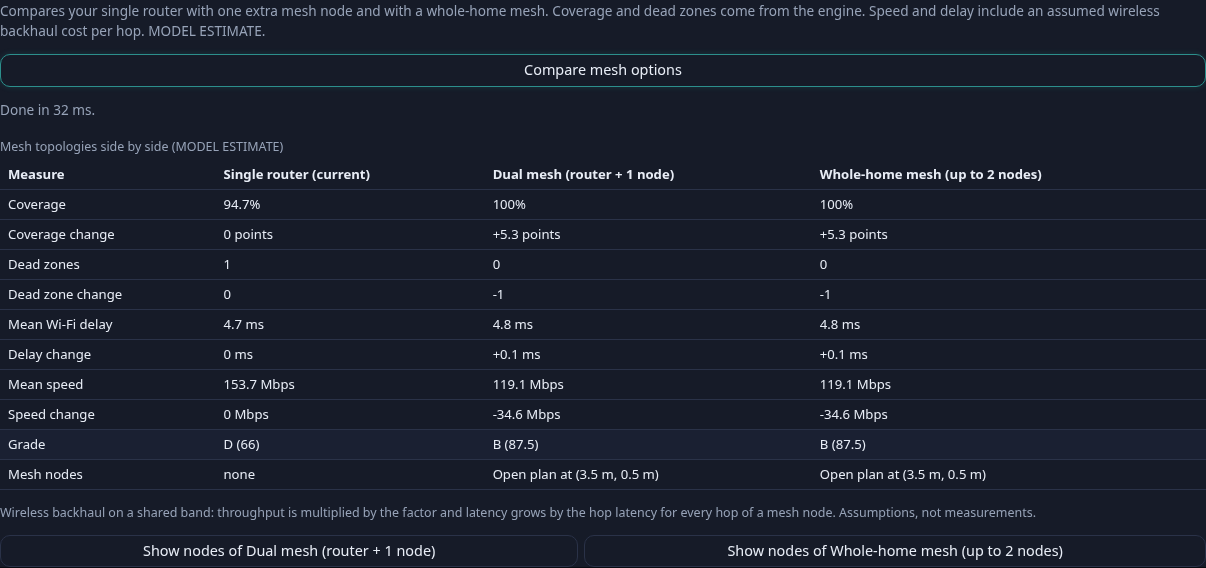 Compares your single router with one extra mesh node and with a whole-home mesh. Coverage and dead zones come from the engine. Speed and delay include an assumed wireless
backhaul cost per hop. MODEL ESTIMATE.
Compare mesh options
Done in 32 ms.
Mesh topologies side by side (MODEL ESTIMATE)
Measure Single router (current) Dual mesh (router + 1 node) Whole-home mesh (up to 2 nodes)
Coverage 94.7% 100% 100%
Coverage change 0 points +5.3 points +5.3 points
Dead zones 1 0 0
Dead zone change 0 -1 -1
Mean Wi-Fi delay 4.7 ms 4.8 ms 4.8 ms
Delay change 0 ms +0.1 ms +0.1 ms
Mean speed 153.7 Mbps 119.1 Mbps 119.1 Mbps
Speed change 0 Mbps -34.6 Mbps -34.6 Mbps
Grade D (66) B (87.5) B (87.5)
Mesh nodes none Open plan at (3.5 m, 0.5 m) Open plan at (3.5 m, 0.5 m)
Wireless backhaul on a shared band: throughput is multiplied by the factor and latency grows by the hop latency for every hop of a mesh node. Assumptions, not measurements.
Show nodes of Dual mesh (router + 1 node) Show nodes of Whole-home mesh (up to 2 nodes)